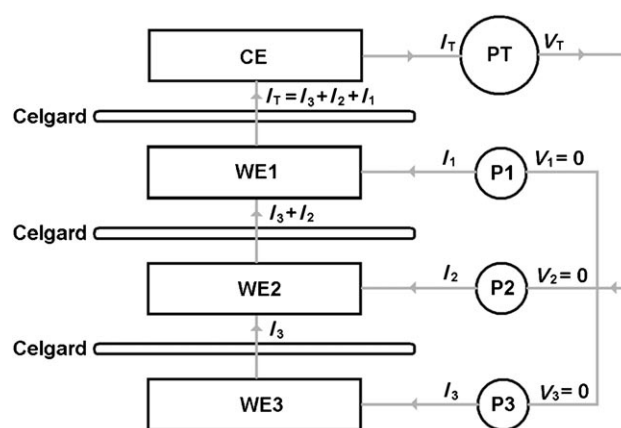 CE
I_T
PT
V_T
I_T = I_3 + I_2 + I_1
Celgard
WE1
I_1
P1
V_1 = 0
I_3 + I_2
Celgard
WE2
I_2
P2
V_2 = 0
I_3
Celgard
WE3
I_3
P3
V_3 = 0